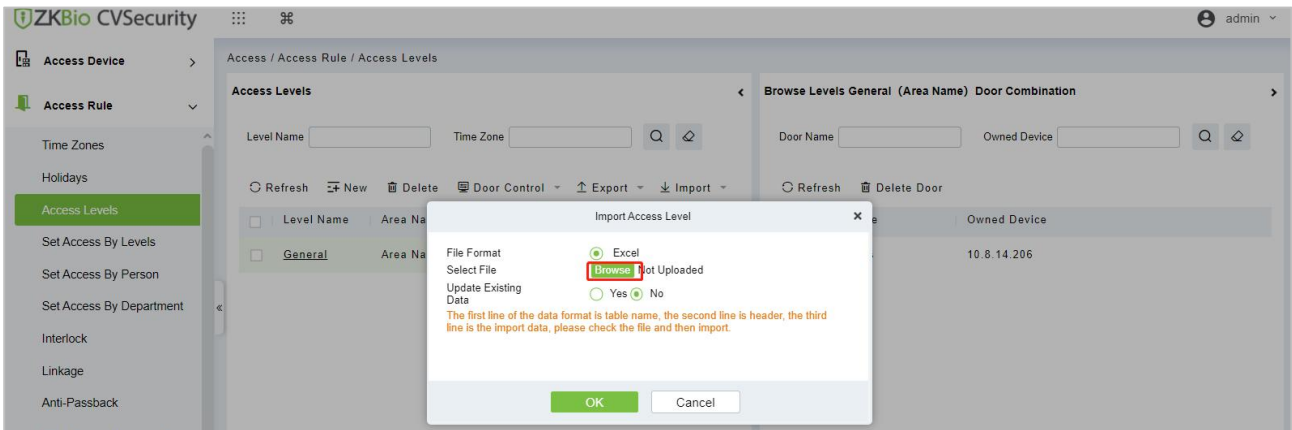 ZKBio CVSecurity
admin
Access Device
Access Rule
Time Zones
Holidays
Access Levels
Set Access By Levels
Set Access By Person
Set Access By Department
Interlock
Linkage
Anti-Passback
Access / Access Rule / Access Levels
Access Levels
Level Name Time Zone
Refresh New Delete Door Control Export Import
Level Name Area Na
General Area Na
Browse Levels General (Area Name) Door Combination
Door Name Owned Device
Refresh Delete Door
Owned Device
10.8.14.206
Import Access Level
File Format Excel
Select File Browse Not Uploaded
Update Existing
Data Yes No
The first line of the data format is table name, the second line is header, the third
line is the import data, please check the file and then import.
OK Cancel